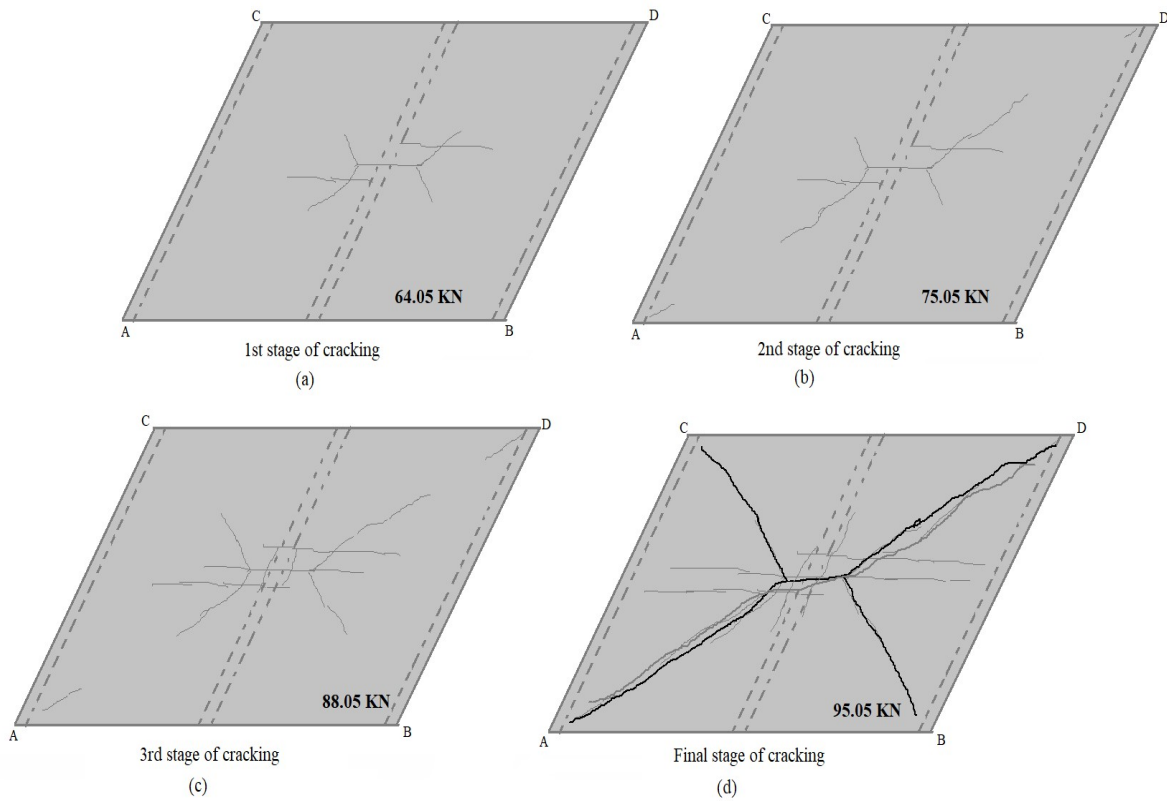 C
D
64.05 KN
A
B
1st stage of cracking
(a)
C
D
75.05 KN
A
B
2nd stage of cracking
(b)
C
D
88.05 KN
A
B
3rd stage of cracking
(c)
C
D
95.05 KN
A
B
Final stage of cracking
(d)